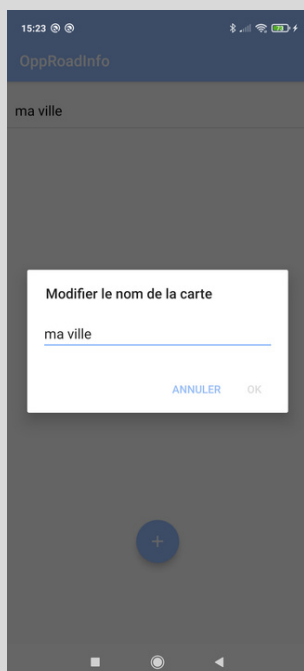 15:23
OppRoadInfo
ma ville
Modifier le nom de la carte
ma ville
ANNULER OK
+